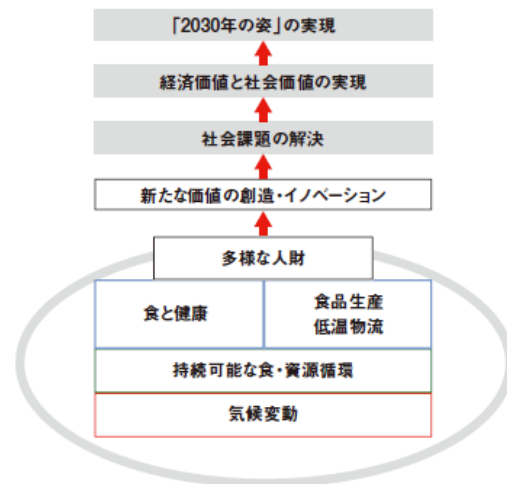 「2030年の姿」の実現
経済価値と社会価値の実現
社会課題の解決
新たな価値の創造・イノベーション
多様な人財
食と健康
食品生産
低温物流
持続可能な食・資源循環
気候変動